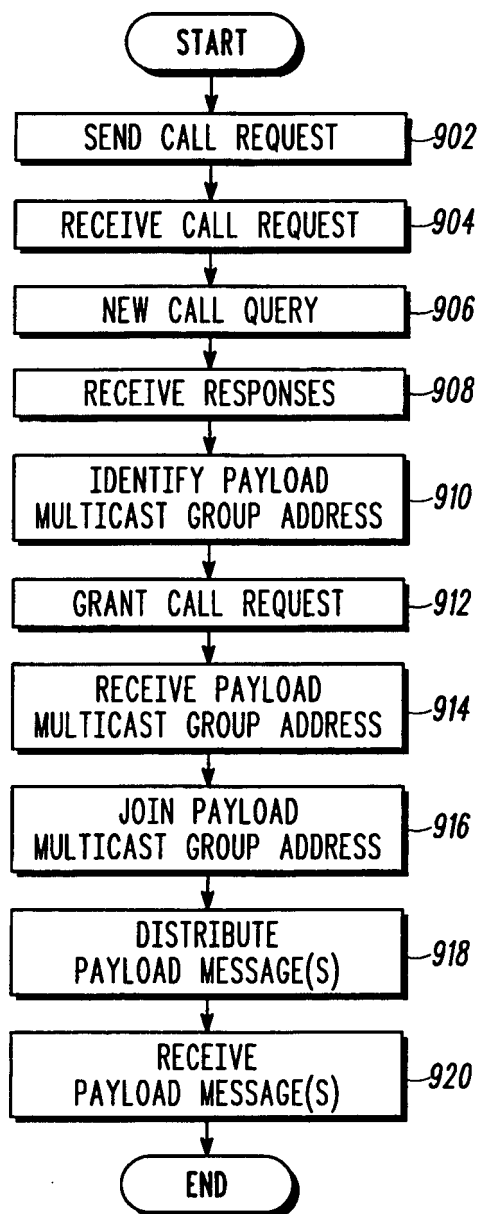 START
SEND CALL REQUEST 902
RECEIVE CALL REQUEST 904
NEW CALL QUERY 906
RECEIVE RESPONSES 908
IDENTIFY PAYLOAD
MULTICAST GROUP ADDRESS 910
GRANT CALL REQUEST 912
RECEIVE PAYLOAD
MULTICAST GROUP ADDRESS 914
JOIN PAYLOAD
MULTICAST GROUP ADDRESS 916
DISTRIBUTE
PAYLOAD MESSAGE(S) 918
RECEIVE
PAYLOAD MESSAGE(S) 920
END